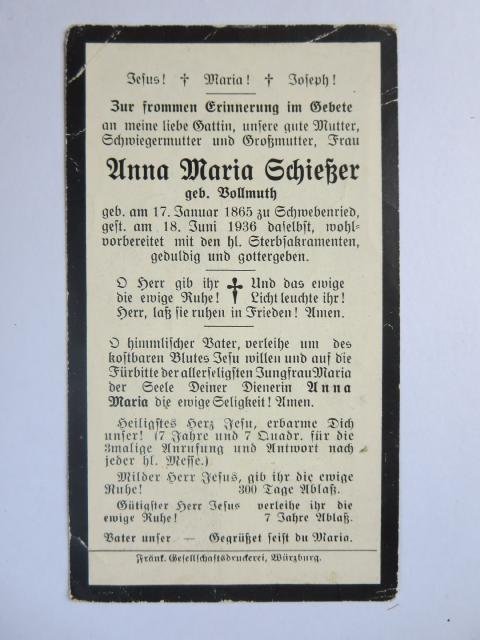 Jesus! † Maria! † Joseph!
Zur frommen Erinnerung im Gebete
an meine liebe Gattin, unsere gute Mutter,
Schwiegermutter und Großmutter, Frau
Anna Maria Schießer
geb. Vollmuth
geb. am 17. Januar 1865 zu Schwebenried,
gest. am 18. Juni 1936 daselbst, wohl-
vorbereitet mit den hl. Sterbsakramenten,
geduldig und gottergeben.
O Herr gib ihr † Und das ewige
die ewige Ruhe! † Licht leuchte ihr!
Herr, laß sie ruhen in Frieden! Amen.
O himmlischer Vater, verleihe um des
kostbaren Blutes Jesu willen und auf die
Fürbitte der allerseligsten Jungfrau Maria
der Seele Deiner Dienerin Anna
Maria die ewige Seligkeit! Amen.
Heiligstes Herz Jesu, erbarme Dich
unser! (7 Jahre und 7 Quadr. für die
3malige Anrufung und Antwort nach
jeder hl. Messe.)
Milder Herr Jesus, gib ihr die ewige
Ruhe! 300 Tage Ablaß.
Gütigster Herr Jesus verleihe ihr die
ewige Ruhe! 7 Jahre Ablaß.
Vater unser — Gegrüßet seist du Maria.
Fränk. Gesellschaftsdruckerei, Würzburg.